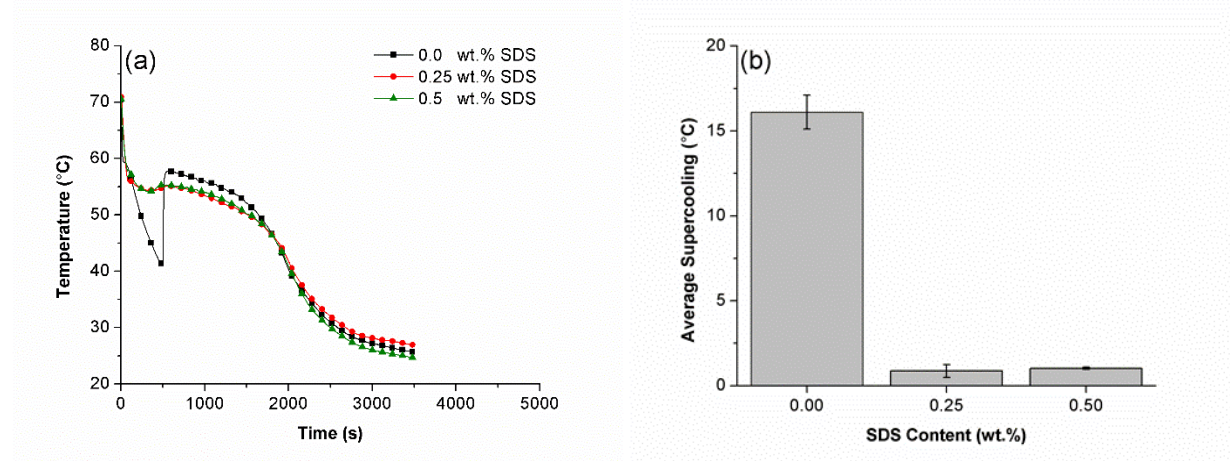 (a)
0.0 wt.% SDS
0.25 wt.% SDS
0.5 wt.% SDS
80
70
60
50
40
30
20
Temperature (°C)
0 1000 2000 3000 4000 5000
Time (s)
(b)
20
15
10
5
0
Average Supercooling (°C)
0.00 0.25 0.50
SDS Content (wt.%)